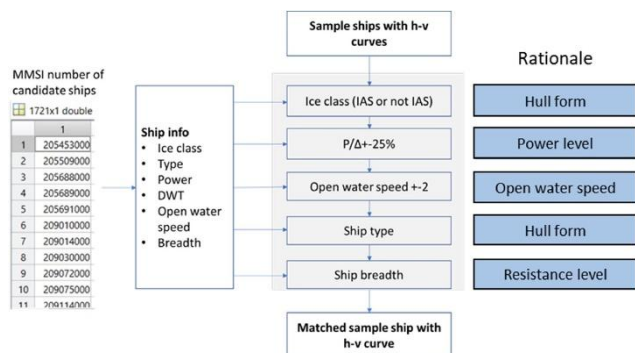 Sample ships with h-v
curves
Rationale
MMSI number of
candidate ships
1721x1 double
1
1 205453000
2 205509000
3 205688000
4 205689000
5 205691000
6 209010000
7 209014000
8 209030000
9 209072000
10 209075000
11 209114000
Ship info
• Ice class
• Type
• Power
• DWT
• Open water
speed
• Breadth
Ice class (IAS or not IAS)
P/Δ+-25%
Open water speed +-2
Ship type
Ship breadth
Hull form
Power level
Open water speed
Hull form
Resistance level
Matched sample ship with
h-v curve